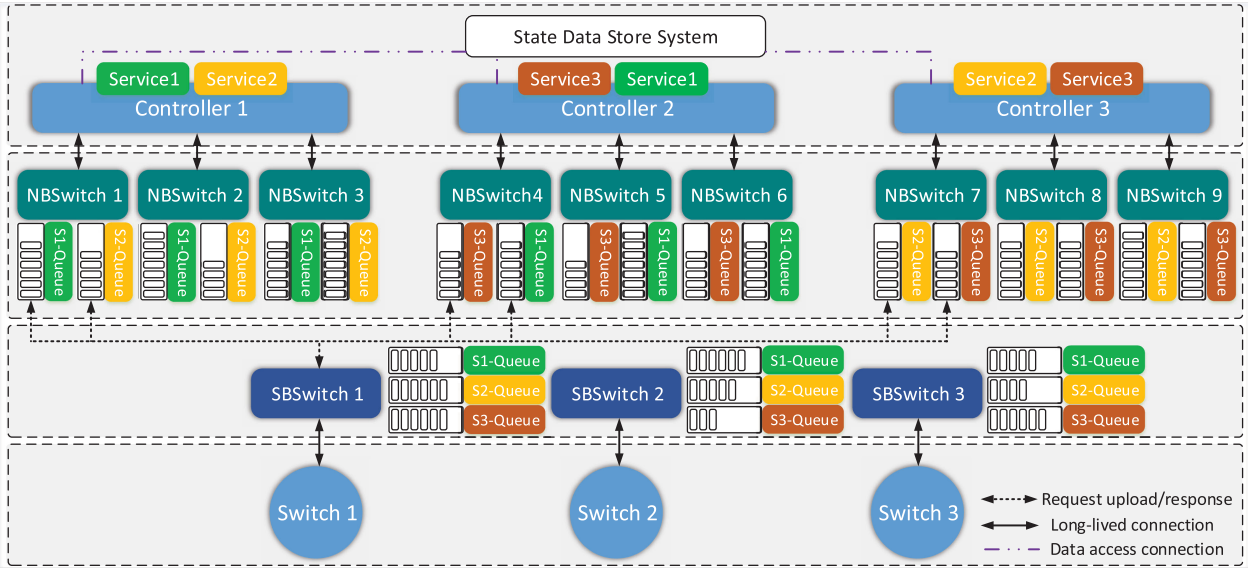 State Data Store System
Service1 Service2
Controller 1
Service3 Service1
Controller 2
Service2 Service3
Controller 3
NBSwitch 1 NBSwitch 2 NBSwitch 3 NBSwitch4 NBSwitch 5 NBSwitch 6 NBSwitch 7 NBSwitch 8 NBSwitch 9
S1-Queue S2-Queue S1-Queue S2-Queue S1-Queue S2-Queue S3-Queue S1-Queue S3-Queue S1-Queue S3-Queue S1-Queue S2-Queue S3-Queue S2-Queue S3-Queue S2-Queue S3-Queue
SBSwitch 1
S1-Queue
S2-Queue
S3-Queue
SBSwitch 2
S1-Queue
S2-Queue
S3-Queue
SBSwitch 3
S1-Queue
S2-Queue
S3-Queue
Switch 1 Switch 2 Switch 3
Request upload/response
Long-lived connection
Data access connection